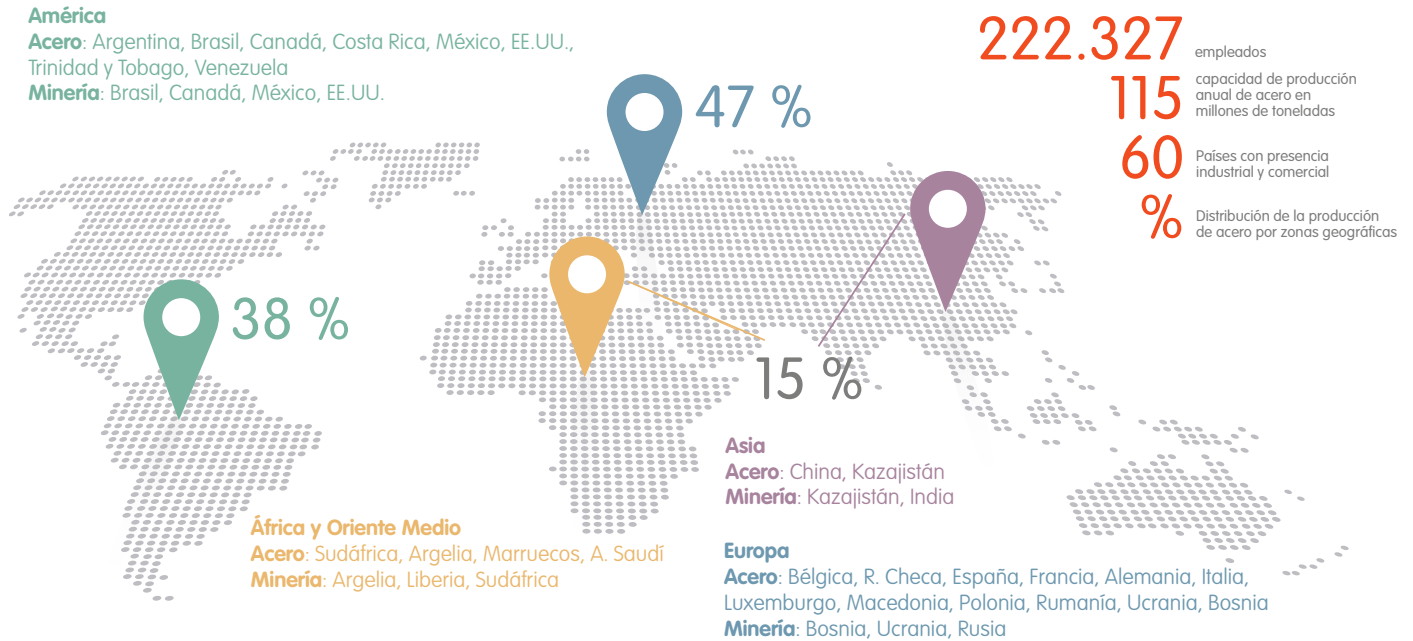 América
Acero: Argentina, Brasil, Canadá, Costa Rica, México, EE.UU.,
Trinidad y Tobago, Venezuela
Minería: Brasil, Canadá, México, EE.UU.
222.327 empleados
115 capacidad de producción
anual de acero en
millones de toneladas
60 Países con presencia
industrial y comercial
% Distribución de la producción
de acero por zonas geográficas
47 %
38 %
15 %
Asia
Acero: China, Kazajistán
Minería: Kazajistán, India
África y Oriente Medio
Acero: Sudáfrica, Argelia, Marruecos, A. Saudí
Minería: Argelia, Liberia, Sudáfrica
Europa
Acero: Bélgica, R. Checa, España, Francia, Alemania, Italia,
Luxemburgo, Macedonia, Polonia, Rumanía, Ucrania, Bosnia
Minería: Bosnia, Ucrania, Rusia